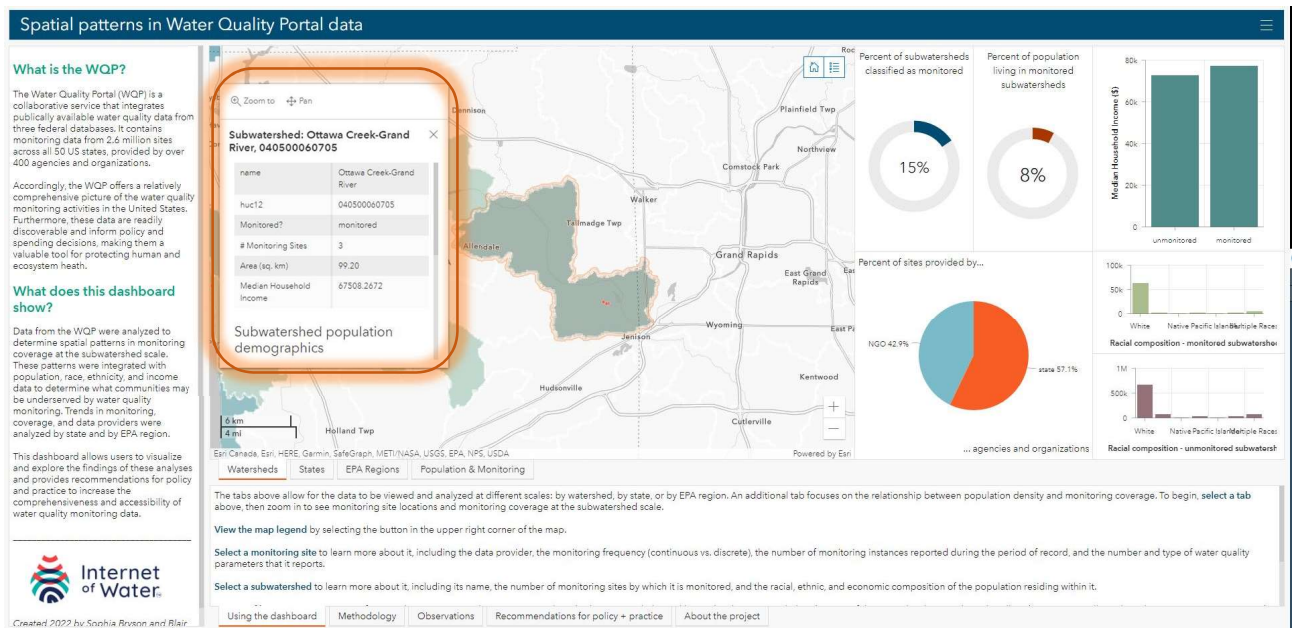 Spatial patterns in Water Quality Portal data
What is the WQP?
The Water Quality Portal (WQP) is a
collaborative service that integrates
publically available water quality data from
three federal databases. It contains
monitoring data from 2.6 million sites
across all 50 US states, provided by over
400 agencies and organizations.
Accordingly, the WQP offers a relatively
comprehensive picture of the water quality
monitoring activities in the United States.
Furthermore, these data are readily
discoverable and inform policy and
spending decisions, making them a
valuable tool for protecting human and
ecosystem heath.
What does this dashboard
show?
Data from the WQP were analyzed to
determine spatial patterns in monitoring
coverage at the subwatershed scale.
These patterns were integrated with
population, race, ethnicity, and income
data to determine what communities may
be underserved by water quality
monitoring. Trends in monitoring,
coverage, and data providers were
analyzed by state and by EPA region.
This dashboard allows users to visualize
and explore the findings of these analyses
and provides recommendations for policy
and practice to increase the
comprehensiveness and accessibility of
water quality monitoring data.
Internet
of Water
Created 2022 by Sophia Bryson and Blair
Zoom to Pan
Subwatershed: Ottawa Creek-Grand
River, 040500060705
name Ottawa Creek-Grand
River
huc12 040500060705
Monitored? monitored
# Monitoring Sites 3
Area (sq. km) 99.20
Median Household 67508.2672
Income
Subwatershed population
demographics
Dennison
Plainfield Twp
Northview
Comstock Park
Walker
Tallmadge Twp
Allendale
Grand Rapids
East Grand
Rapids
Wyoming
Jenison
Kentwood
Hudsonville
Cutlerville
Holland Twp
6 km
4 mi
Esri Canada, Esri, HERE, Garmin, SafeGraph, METI/NASA, USGS, EPA, NPS, USDA
Powered by Esri
Percent of subwatersheds
classified as monitored
15%
Percent of population
living in monitored
subwatersheds
8%
Median Household Income ($)
80k
60k
40k
20k
0
unmonitored monitored
Percent of sites provided by...
NGO 42.9%
state 57.1%
... agencies and organizations
100k
50k
0
White Native Pacific Islander Multiple Races
Racial composition - monitored subwatershe
1M
500k
0
White Native Pacific Islander Multiple Races
Racial composition - unmonitored subwatersh
Watersheds States EPA Regions Population & Monitoring
The tabs above allow for the data to be viewed and analyzed at different scales: by watershed, by state, or by EPA region. An additional tab focuses on the relationship between population density and monitoring coverage. To begin, select a tab
above, then zoom in to see monitoring site locations and monitoring coverage at the subwatershed scale.
View the map legend by selecting the button in the upper right corner of the map.
Select a monitoring site to learn more about it, including the data provider, the monitoring frequency (continuous vs. discrete), the number of monitoring instances reported during the period of record, and the number and type of water quality
parameters that it reports.
Select a subwatershed to learn more about it, including its name, the number of monitoring sites by which it is monitored, and the racial, ethnic, and economic composition of the population residing within it.
Using the dashboard Methodology Observations Recommendations for policy + practice About the project